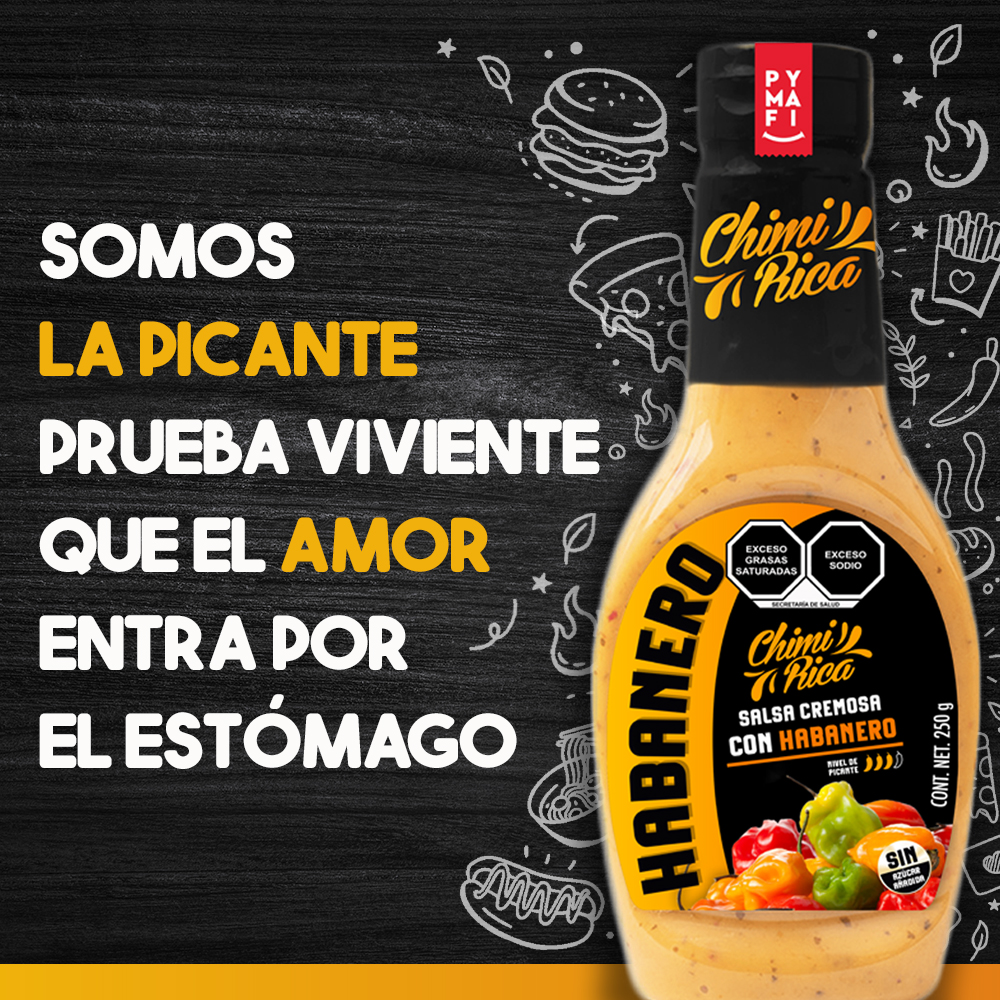 SOMOS
LA PICANTE
PRUEBA VIVIENTE
QUE EL AMOR
ENTRA POR
EL ESTÓMAGO
PY
MA
FI
Chimi
Rica
HABANERO
EXCESO
GRASAS
SATURADAS
EXCESO
SODIO
SECRETARÍA DE SALUD
Chimi
Rica
SALSA CREMOSA
CON HABANERO
NIVEL DE
PICANTE
CONT. NET. 250 g
SIN
AZÚCAR
AÑADIDA